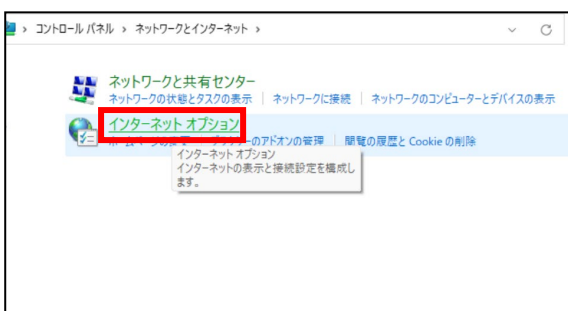 › コントロール パネル › ネットワークとインターネット ›
ネットワークと共有センター
ネットワークの状態とタスクの表示 | ネットワークに接続 | ネットワークのコンピューターとデバイスの表示
インターネット オプション
のアドオンの管理 | 閲覧の履歴と Cookie の削除
インターネット オプション
インターネットの表示と接続設定を構成し
ます。